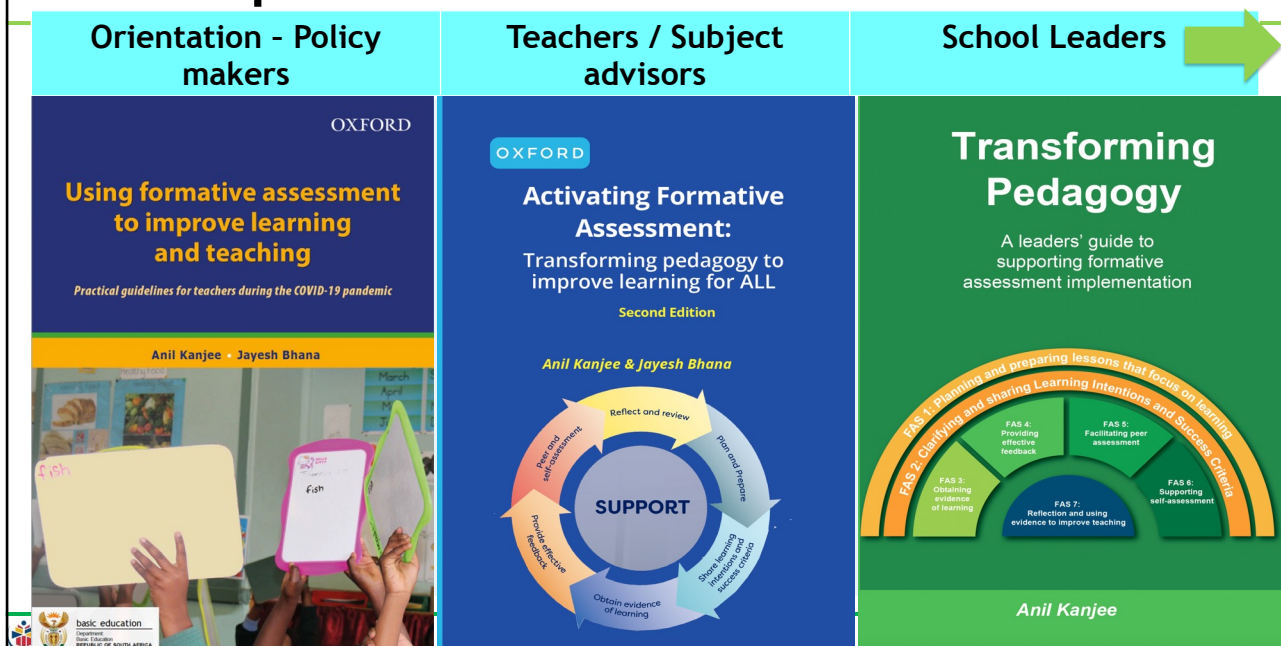 Orientation – Policy
makers
Teachers / Subject
advisors
School Leaders
OXFORD
Using formative assessment
to improve learning
and teaching
Practical guidelines for teachers during the COVID-19 pandemic
Anil Kanjee • Jayesh Bhana
March
April
fish
fish
basic education
Department:
Basic Education
REPUBLIC OF SOUTH AFRICA
OXFORD
Activating Formative
Assessment:
Transforming pedagogy to
improve learning for ALL
Second Edition
Anil Kanjee & Jayesh Bhana
Reflect and review
Plan and Prepare
Share learning
intentions and
success criteria
Obtain evidence
of learning
Provide effective
feedback
Peer and
self-assessment
SUPPORT
Transforming
Pedagogy
A leaders’ guide to
supporting formative
assessment implementation
FAS 1: Planning and preparing lessons that focus on learning
FAS 2: Clarifying and sharing Learning Intentions and Success Criteria
FAS 3:
Obtaining
evidence
of learning
FAS 4:
Providing
effective
feedback
FAS 5:
Facilitating peer
assessment
FAS 6:
Supporting
self-assessment
FAS 7:
Reflection and using
evidence to improve teaching
Anil Kanjee